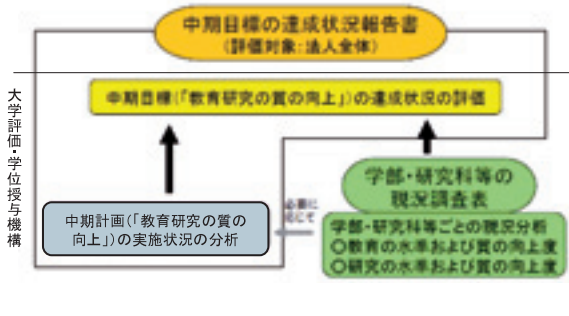 中期目標の達成状況報告書
(評価対象:法人全体)
中期目標(「教育研究の質の向上」)の達成状況の評価
大学評価・学位授与機構
学部・研究科等の
現況調査表
必要に
応じて
中期計画(「教育研究の質の
向上」)の実施状況の分析
学部・研究科等ごとの現況分析
○教育の水準および質の向上度
○研究の水準および質の向上度